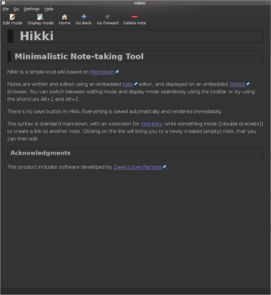 Hikki
File Go Settings Help
Edit mode Display mode Home Go Back Go Forward Delete note
Hikki
Minimalistic Note-taking Tool
Hikki is a simple local wiki based on Markdown.
Notes are written and edited using an embedded Kate editor, and displayed on an embedded Webkit
browser. You can switch between editing mode and display mode seamlessly using the toolbar or by using
the shortcuts Alt+1 and Alt+2.
There's no save button in Hikki. Everything is saved automatically and rendered immediately.
The syntax is standard markdown, with an extension for interlinks: write something inside [[double brackets]]
to create a link to another note. Clicking on the link will bring you to a newly created (empty) note, that you
can then edit.
Acknowledgments
This product includes software developed by David Loren Parsons.